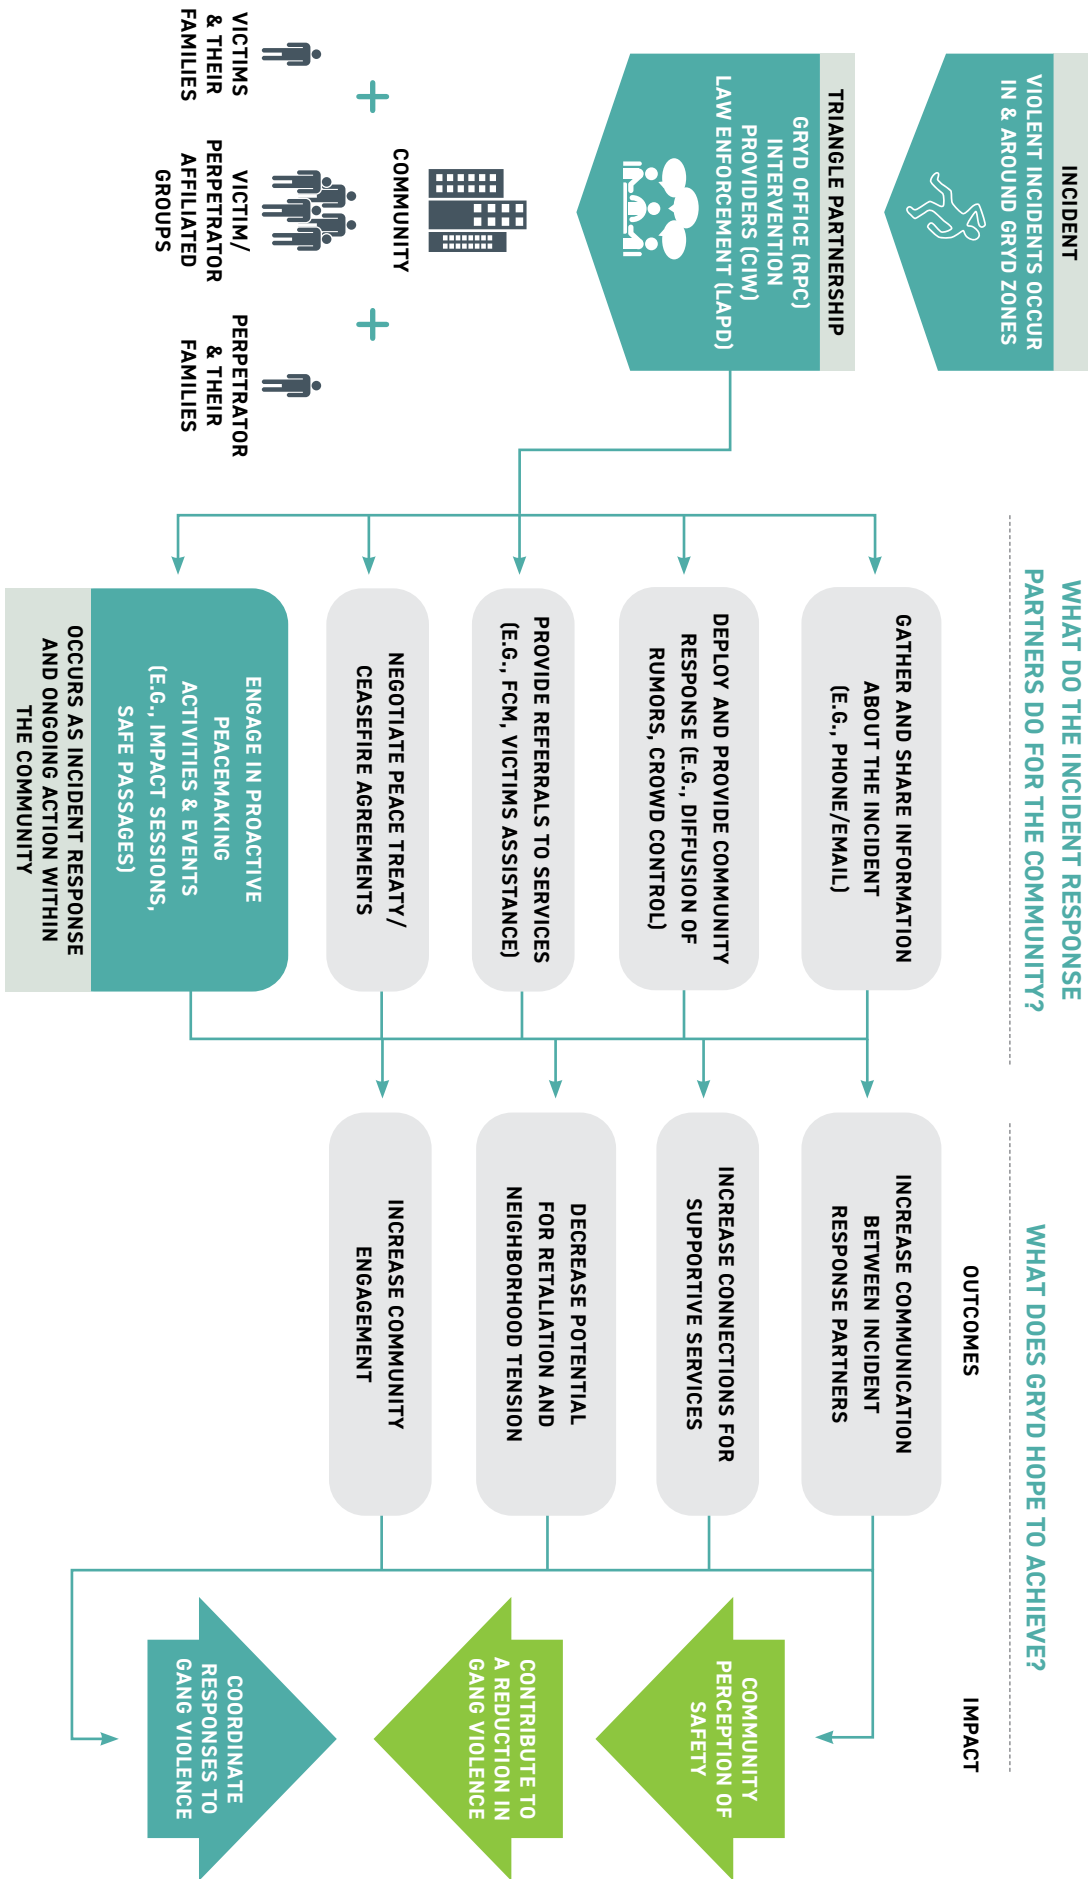 INCIDENT
VIOLENT INCIDENTS OCCUR
IN & AROUND GRYD ZONES
TRIANGLE PARTNERSHIP
GRYD OFFICE (RPC)
INTERVENTION
PROVIDERS (CIW)
LAW ENFORCEMENT (LAPD)
COMMUNITY
VICTIMS
& THEIR
FAMILIES
VICTIM/
PERPETRATOR
AFFILIATED
GROUPS
PERPETRATOR
& THEIR
FAMILIES
WHAT DO THE INCIDENT RESPONSE
PARTNERS DO FOR THE COMMUNITY?
GATHER AND SHARE INFORMATION
ABOUT THE INCIDENT
(E.G., PHONE/EMAIL)
DEPLOY AND PROVIDE COMMUNITY
RESPONSE (E.G., DIFFUSION OF
RUMORS, CROWD CONTROL)
PROVIDE REFERRALS TO SERVICES
(E.G., FCM, VICTIMS ASSISTANCE)
NEGOTIATE PEACE TREATY/
CEASEFIRE AGREEMENTS
ENGAGE IN PROACTIVE
PEACEMAKING
ACTIVITIES & EVENTS
(E.G., IMPACT SESSIONS,
SAFE PASSAGES)
OCCURS AS INCIDENT RESPONSE
AND ONGOING ACTION WITHIN
THE COMMUNITY
WHAT DOES GRYD HOPE TO ACHIEVE?
OUTCOMES
INCREASE COMMUNICATION
BETWEEN INCIDENT
RESPONSE PARTNERS
INCREASE CONNECTIONS FOR
SUPPORTIVE SERVICES
DECREASE POTENTIAL
FOR RETALIATION AND
NEIGHBORHOOD TENSION
INCREASE COMMUNITY
ENGAGEMENT
IMPACT
COMMUNITY
PERCEPTION OF
SAFETY
CONTRIBUTE TO
A REDUCTION IN
GANG VIOLENCE
COORDINATE
RESPONSES TO
GANG VIOLENCE